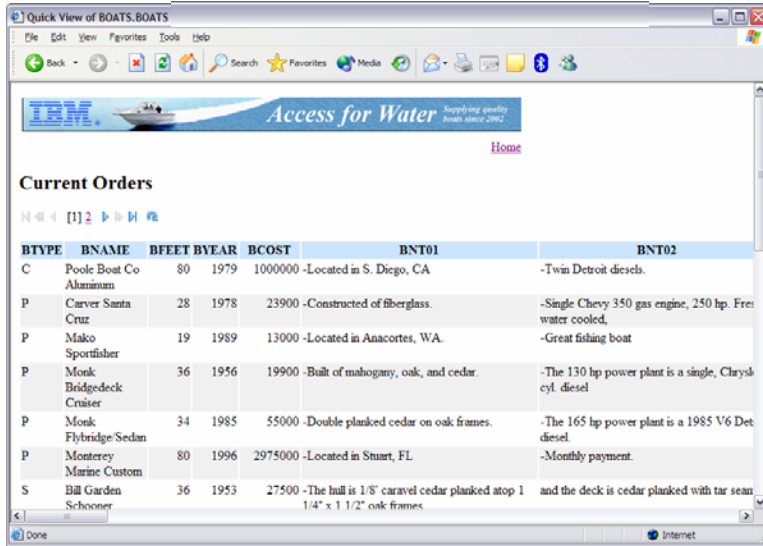 Quick View of BOATS.BOATS
File Edit View Favorites Tools Help
Back Search Favorites Media
IBM. Access for Water Supplying quality
boats since 2002
Home
Current Orders
[1] 2
BTYPE BNAME BFEET BYEAR BCOST BNT01 BNT02
C Poole Boat Co 80 1979 1000000 -Located in S. Diego, CA -Twin Detroit diesels.
Aluminum
P Carver Santa 28 1978 23900 -Constructed of fiberglass. -Single Chevy 350 gas engine, 250 hp. Fres
Cruz water cooled,
P Mako 19 1989 13000 -Located in Anacortes, WA. -Great fishing boat
Sportfisher
P Monk 36 1956 19900 -Built of mahogany, oak, and cedar. -The 130 hp power plant is a single, Chrysl
Bridgedeck cyl. diesel
Cruiser
P Monk 34 1985 55000 -Double planked cedar on oak frames. -The 165 hp power plant is a 1985 V6 Det
Flybridge/Sedan diesel.
P Monterey 80 1996 2975000 -Located in Stuart, FL -Monthly payment.
Marine Custom
S Bill Garden 36 1953 27500 -The hull is 1/8" caravel cedar planked atop 1 and the deck is cedar planked with tar seam
Schooner 1/4" x 1 1/2" oak frames
Done Internet